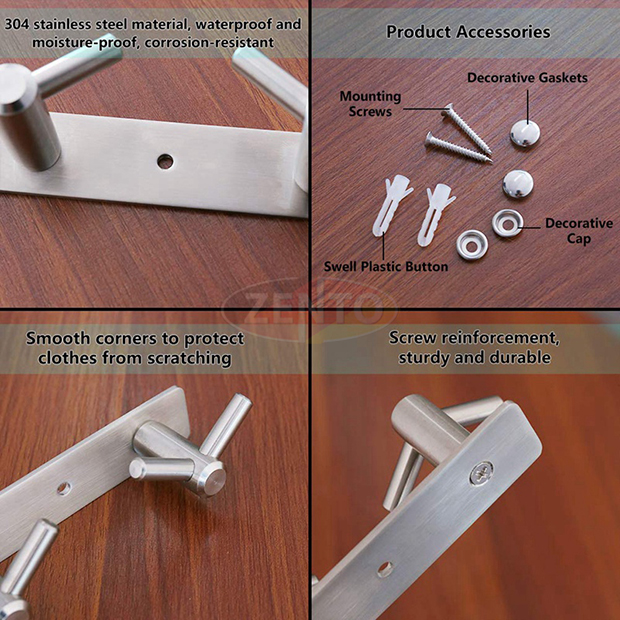 304 stainless steel material, waterproof and
moisture-proof, corrosion-resistant
Product Accessories
Decorative Gaskets
Mounting
Screws
Decorative
Cap
Swell Plastic Button
ZENTO
Smooth corners to protect
clothes from scratching
Screw reinforcement,
sturdy and durable